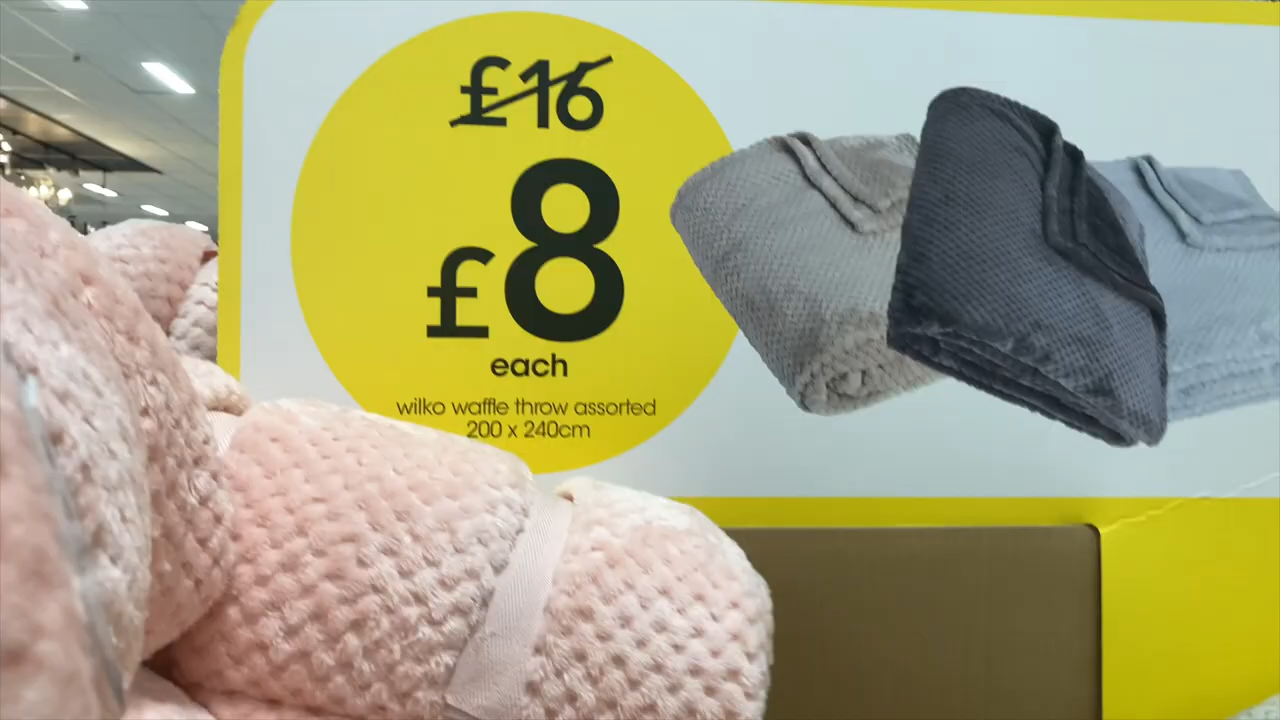 £16
£8
each
wilko waffle throw assorted
200 x 240cm